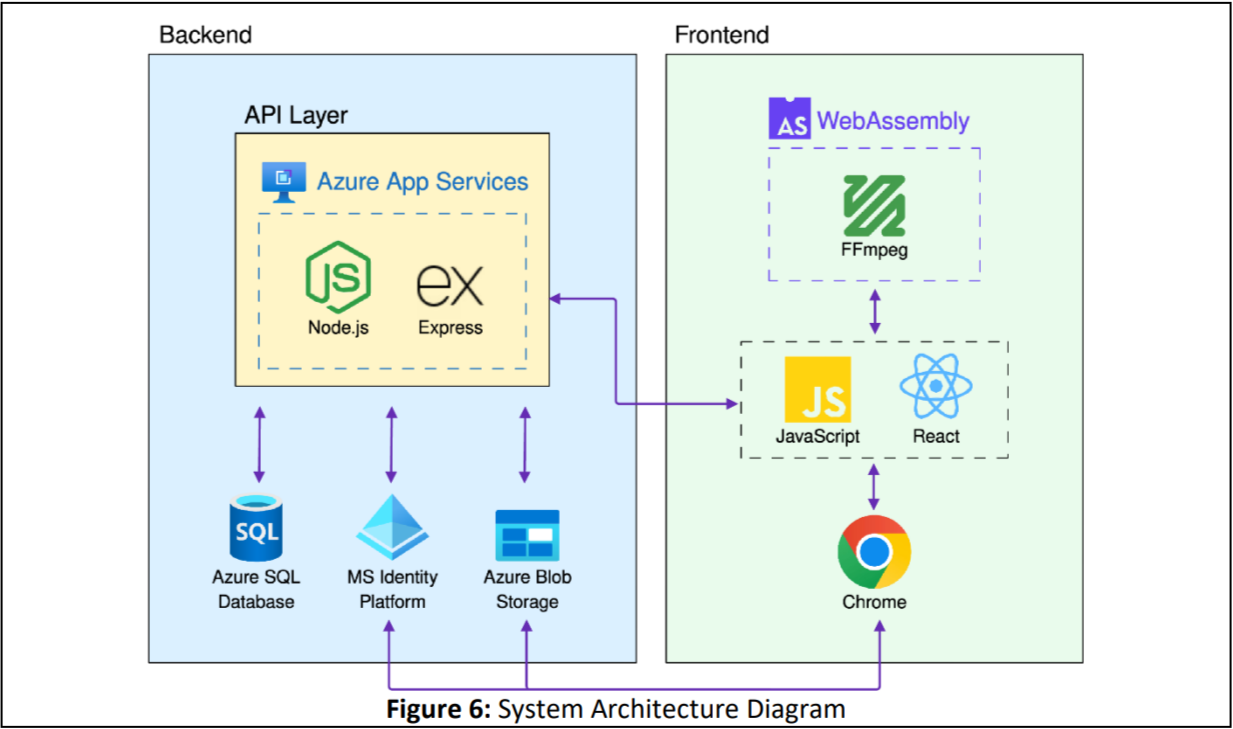 Backend
Frontend
API Layer
AS WebAssembly
Azure App Services
FFmpeg
JS
ex
Node.js
Express
JS
JavaScript
React
SQL
Azure SQL
Database
MS Identity
Platform
Azure Blob
Storage
Chrome
Figure 6: System Architecture Diagram